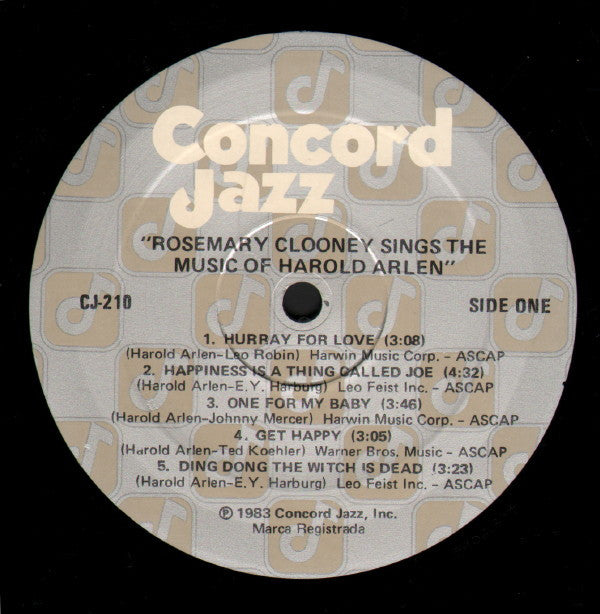 Concord
Jazz
"ROSEMARY CLOONEY SINGS THE
MUSIC OF HAROLD ARLEN"
CJ-210
SIDE ONE
1. HURRAY FOR LOVE (3:08)
(Harold Arlen-Leo Robin) Harwin Music Corp. - ASCAP
2. HAPPINESS IS A THING CALLED JOE (4:32)
(Harold Arlen-E.Y. Harburg) Leo Feist Inc. - ASCAP
3. ONE FOR MY BABY (3:46)
(Harold Arlen-Johnny Mercer) Harwin Music Corp. - ASCAP
4. GET HAPPY (3:05)
(Harold Arlen-Ted Koehler) Warner Bros. Music - ASCAP
5. DING DONG THE WITCH IS DEAD (3:23)
(Harold Arlen-E.Y. Harburg) Leo Feist Inc. - ASCAP
℗ 1983 Concord Jazz, Inc.
Marca Registrada